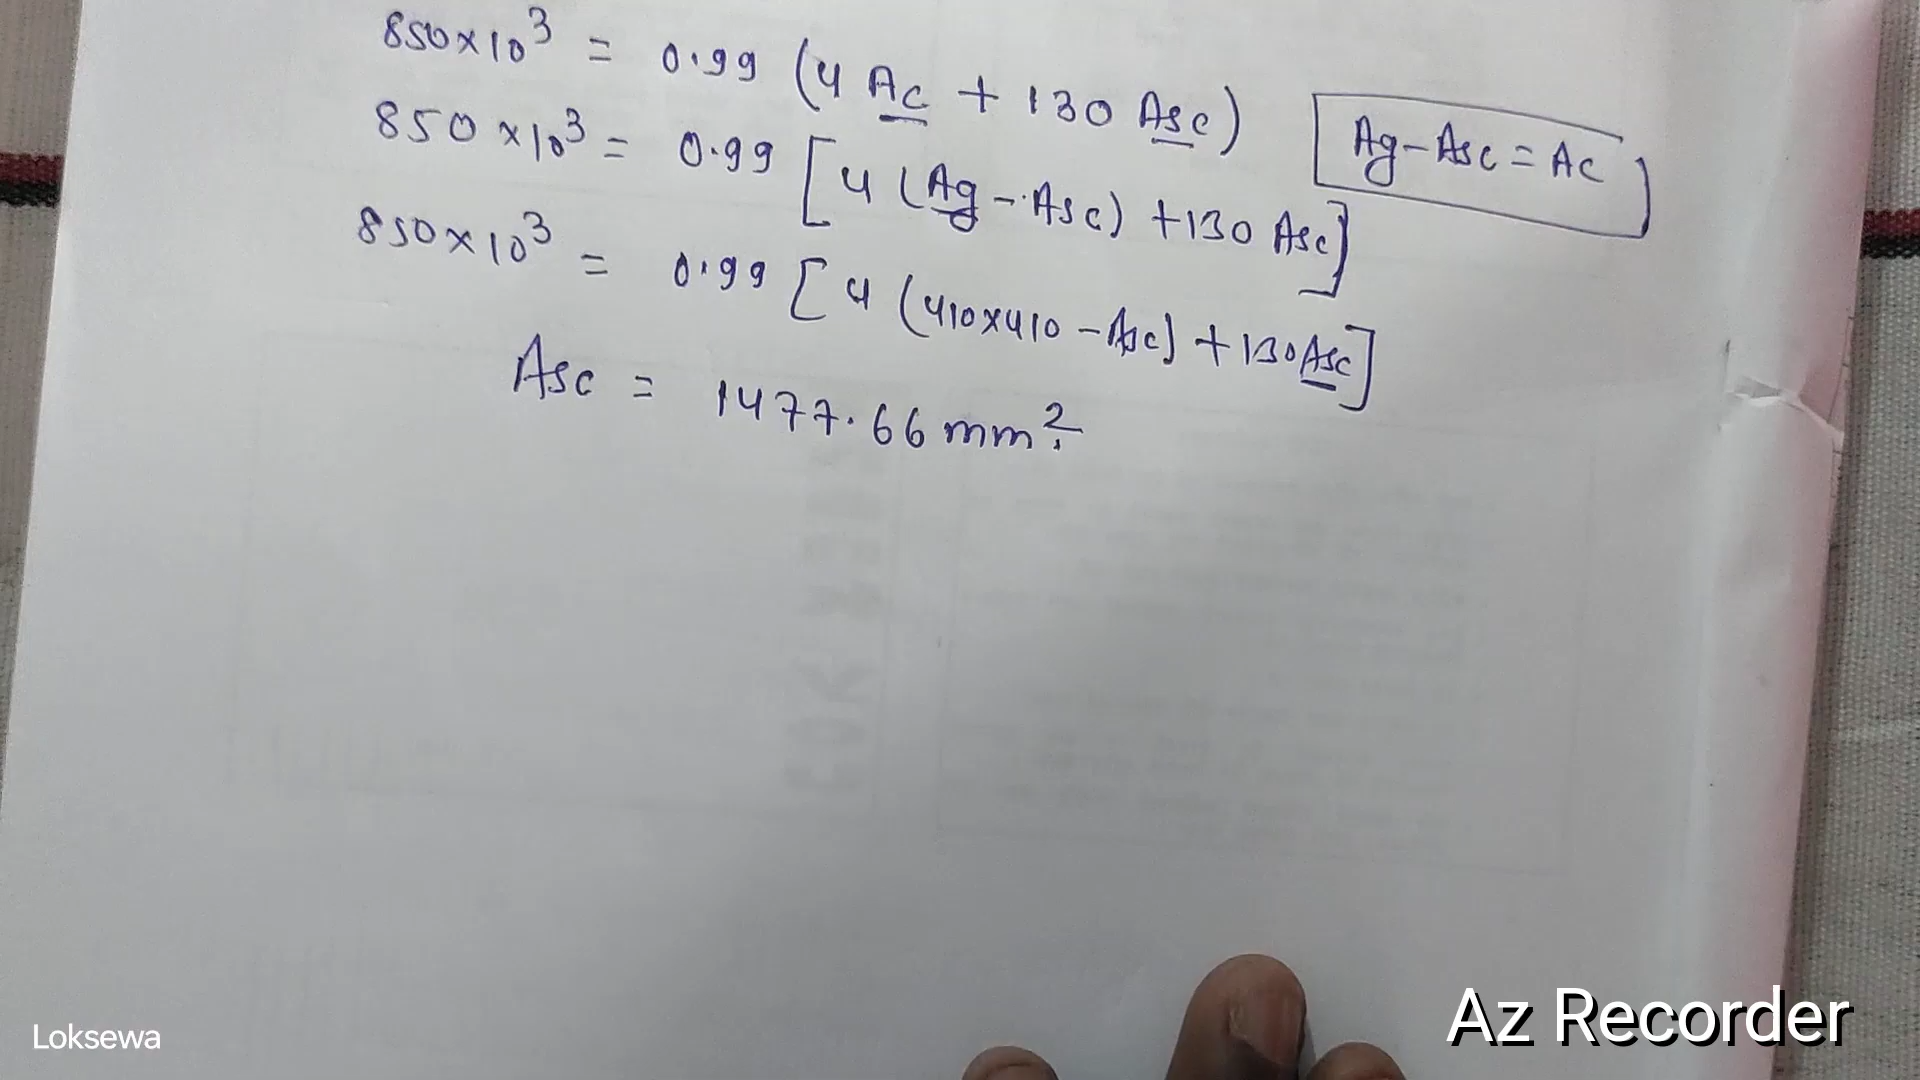 850×10³ = 0.99 (4 Ac + 130 Asc)
Ag - Asc = Ac
850×10³ = 0.99 [4 (Ag - Asc) + 130 Asc]
850×10³ = 0.99 [4 (410×410 - Asc) + 130 Asc]
Asc = 1477.66 mm².
Loksewa
Az Recorder